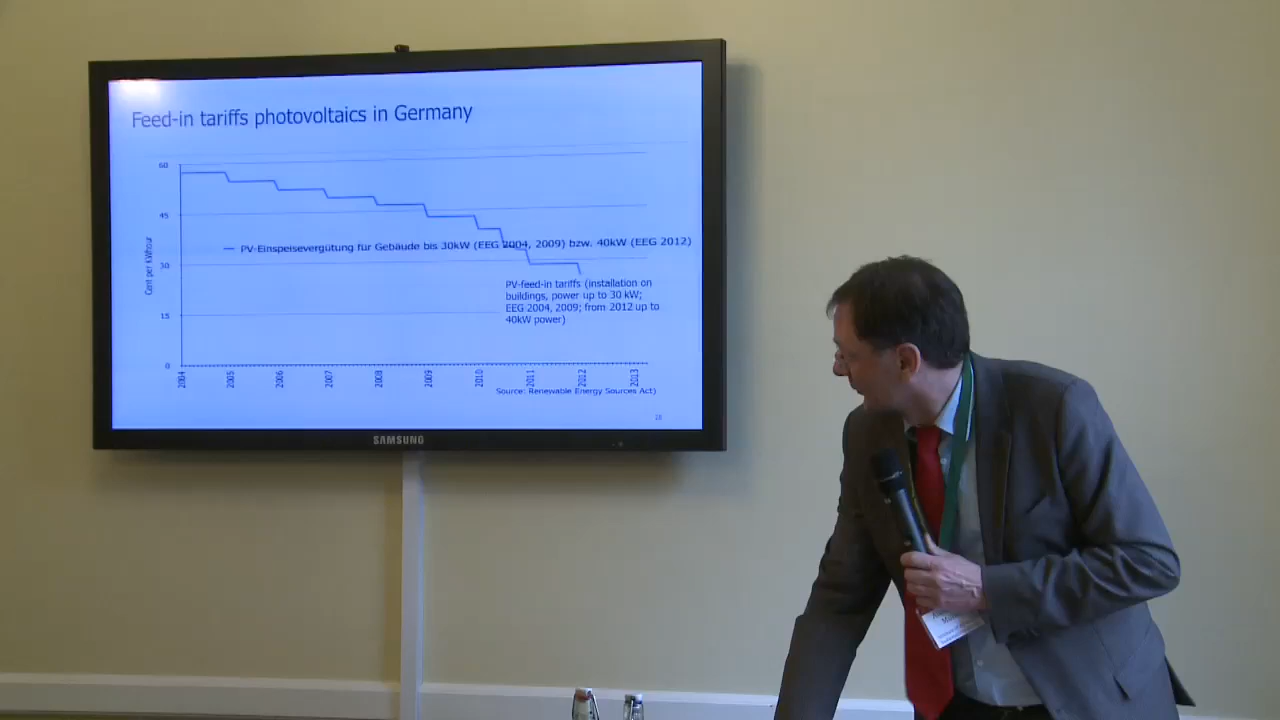 Feed-in tariffs photovoltaics in Germany
60
45
30
15
0
Cent per KWhour
PV-Einspeisevergütung für Gebäude bis 30kW (EEG 2004, 2009) bzw. 40kW (EEG 2012)
PV-feed-in tariffs (installation on
buildings, power up to 30 kW;
EEG 2004, 2009; from 2012 up to
40kW power)
2004 2005 2006 2007 2008 2009 2010 2011 2012 2013
Source: Renewable Energy Sources Act)
SAMSUNG